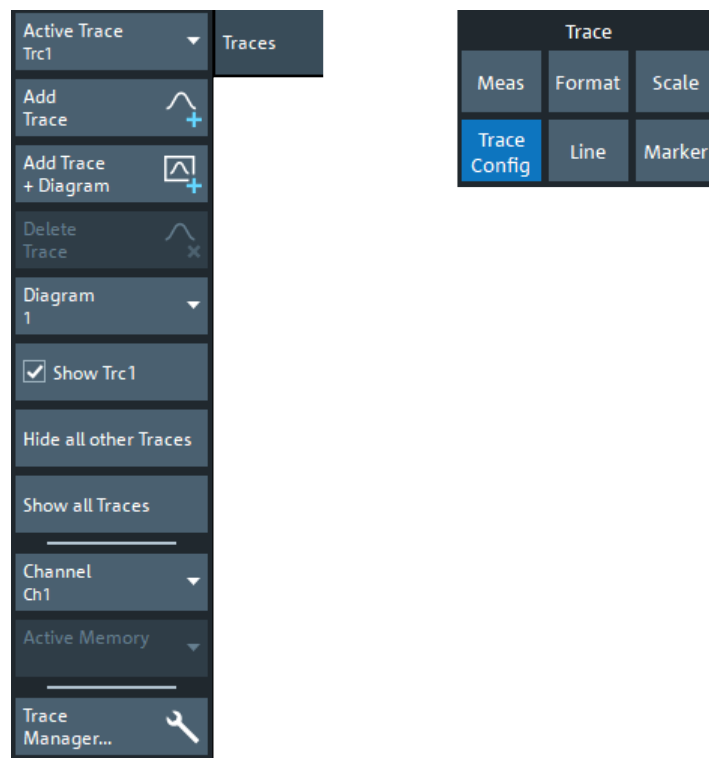 Active Trace
Trc1
Traces
Add
Trace
Add Trace
+ Diagram
Delete
Trace
Diagram
1
Show Trc1
Hide all other Traces
Show all Traces
Channel
Ch1
Active Memory
Trace
Manager...
Trace
Meas
Format
Scale
Trace
Config
Line
Marker